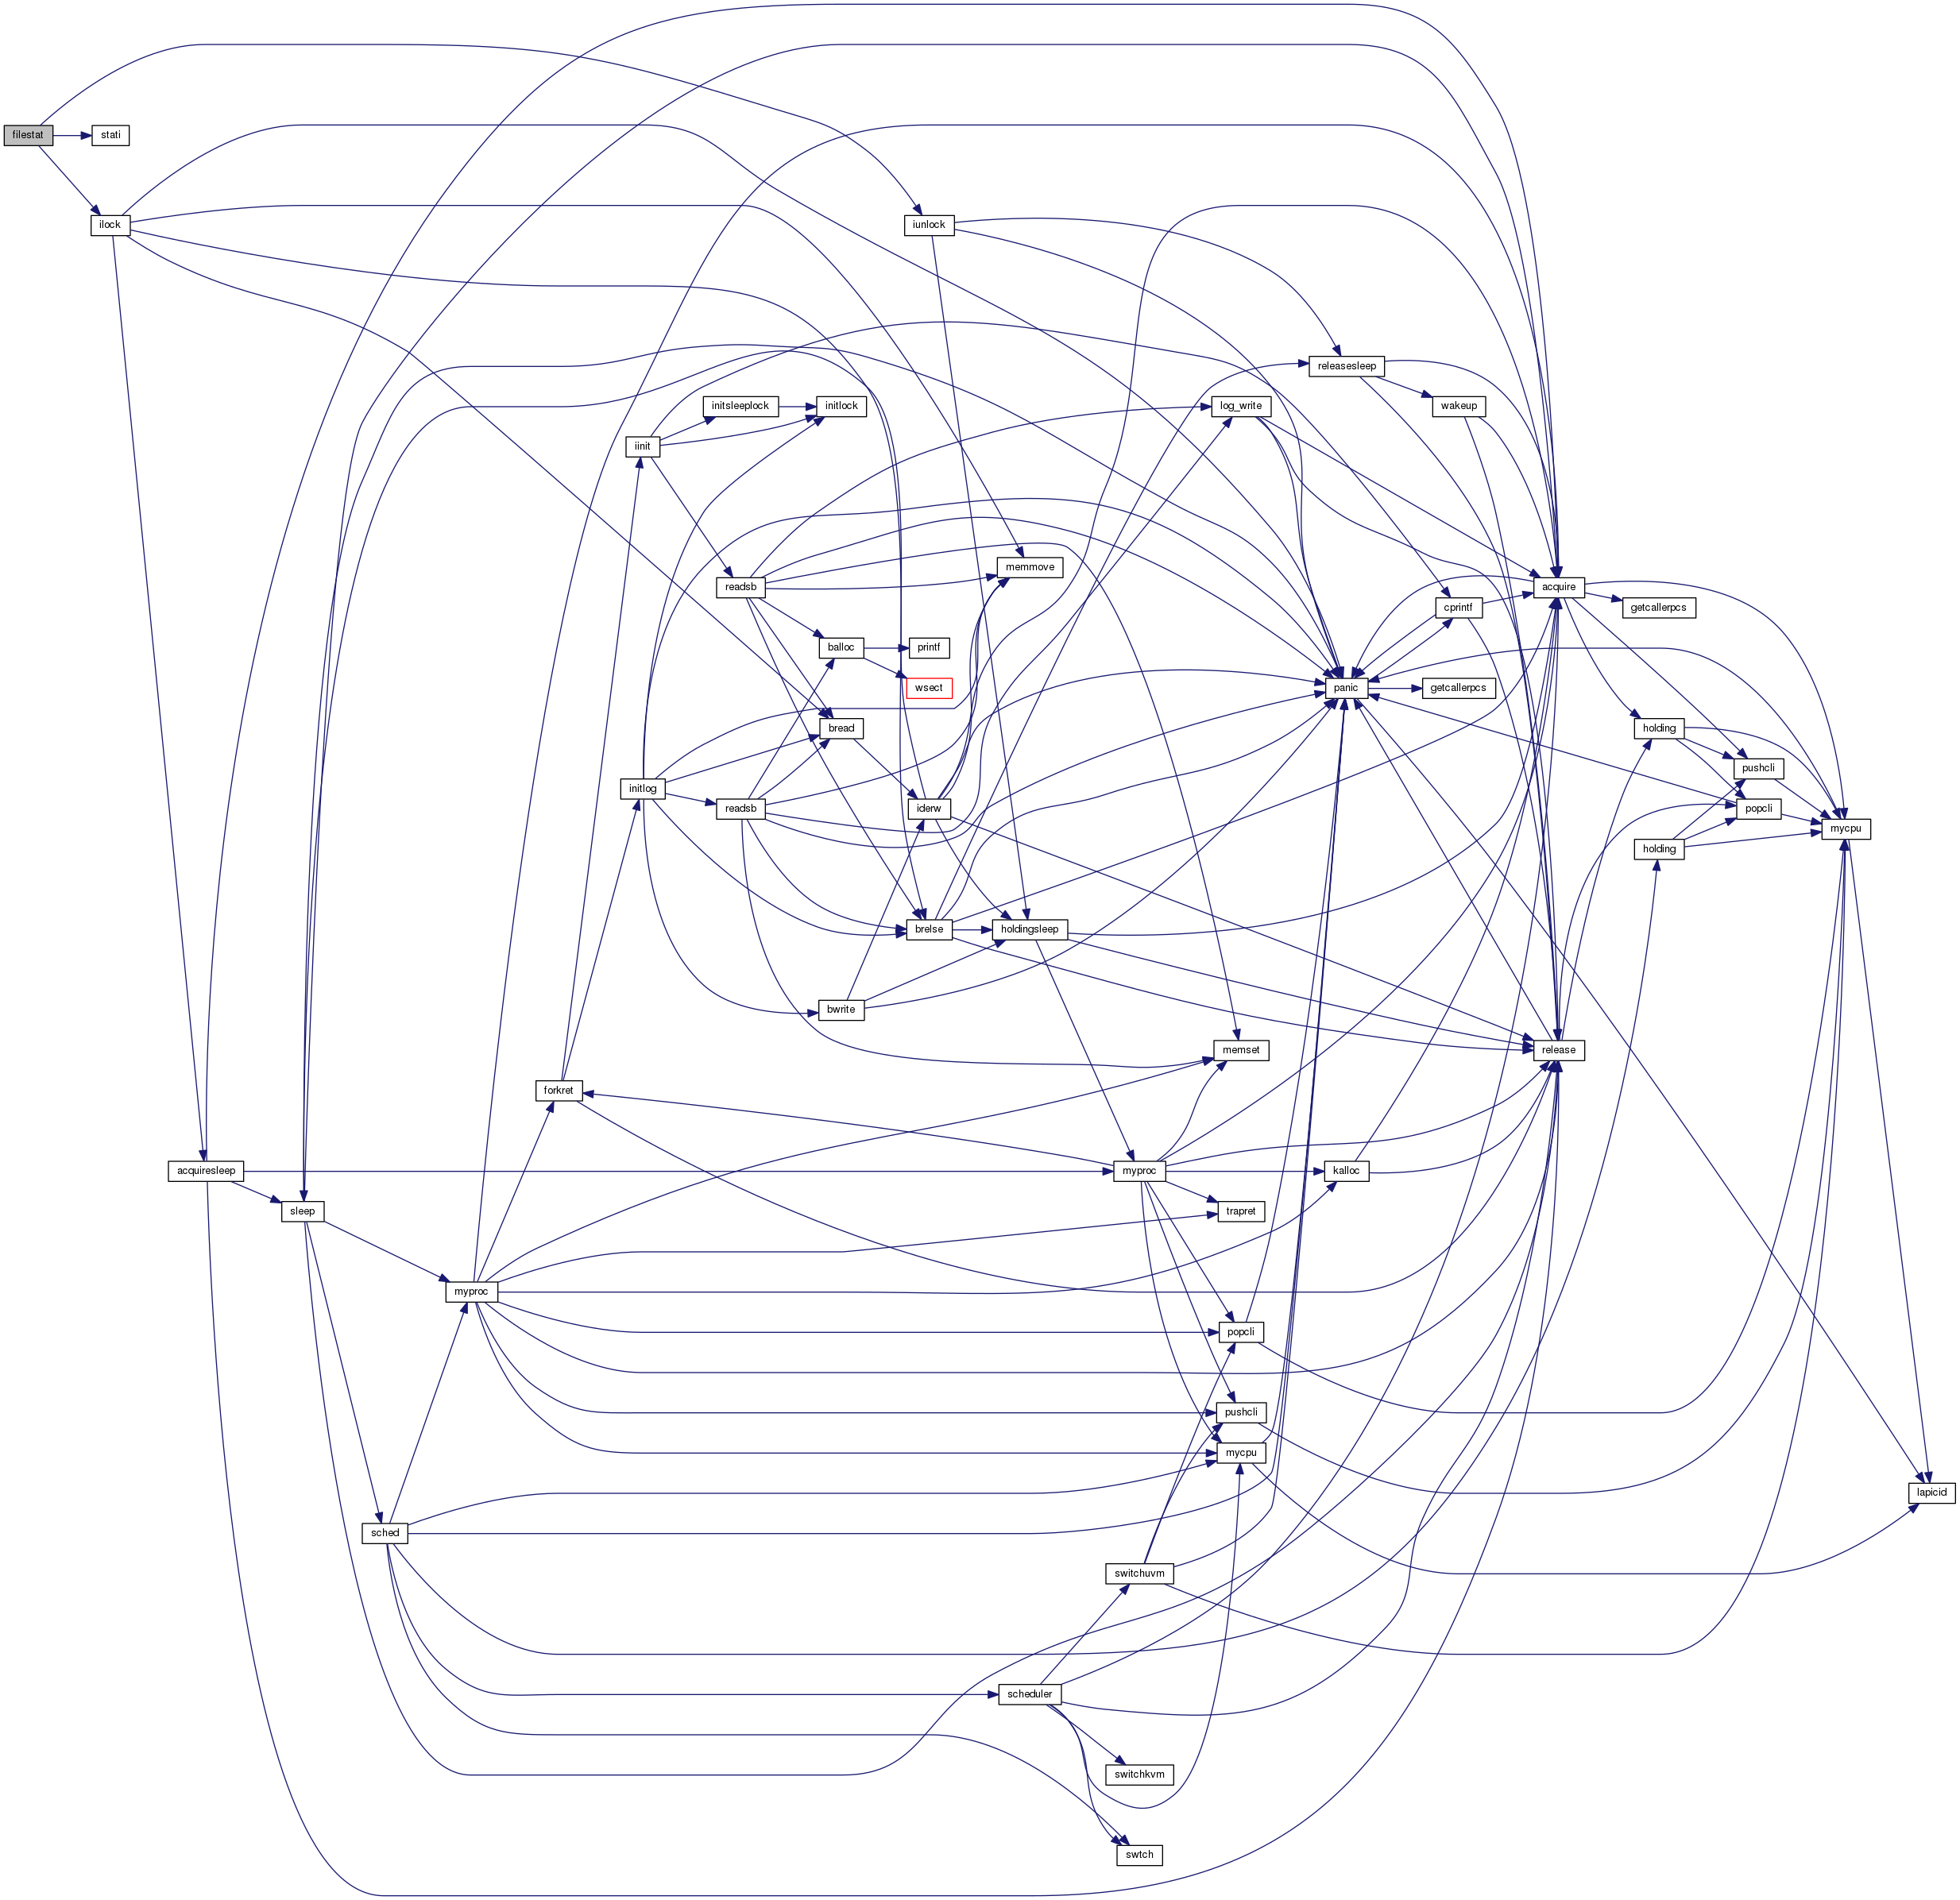 filestat
stati
ilock
iunlock
releasesleep
initsleeplock
initlock
log_write
wakeup
iinit
memmove
readsb
acquire
cprintf
getcallerpcs
balloc
printf
wsect
panic
getcallerpcs
bread
holding
pushcli
initlog
readsb
iderw
popcli
mycpu
holding
brelse
holdingsleep
bwrite
memset
release
forkret
acquiresleep
myproc
kalloc
sleep
trapret
myproc
popcli
pushcli
mycpu
lapicid
sched
switchuvm
scheduler
switchkvm
swtch